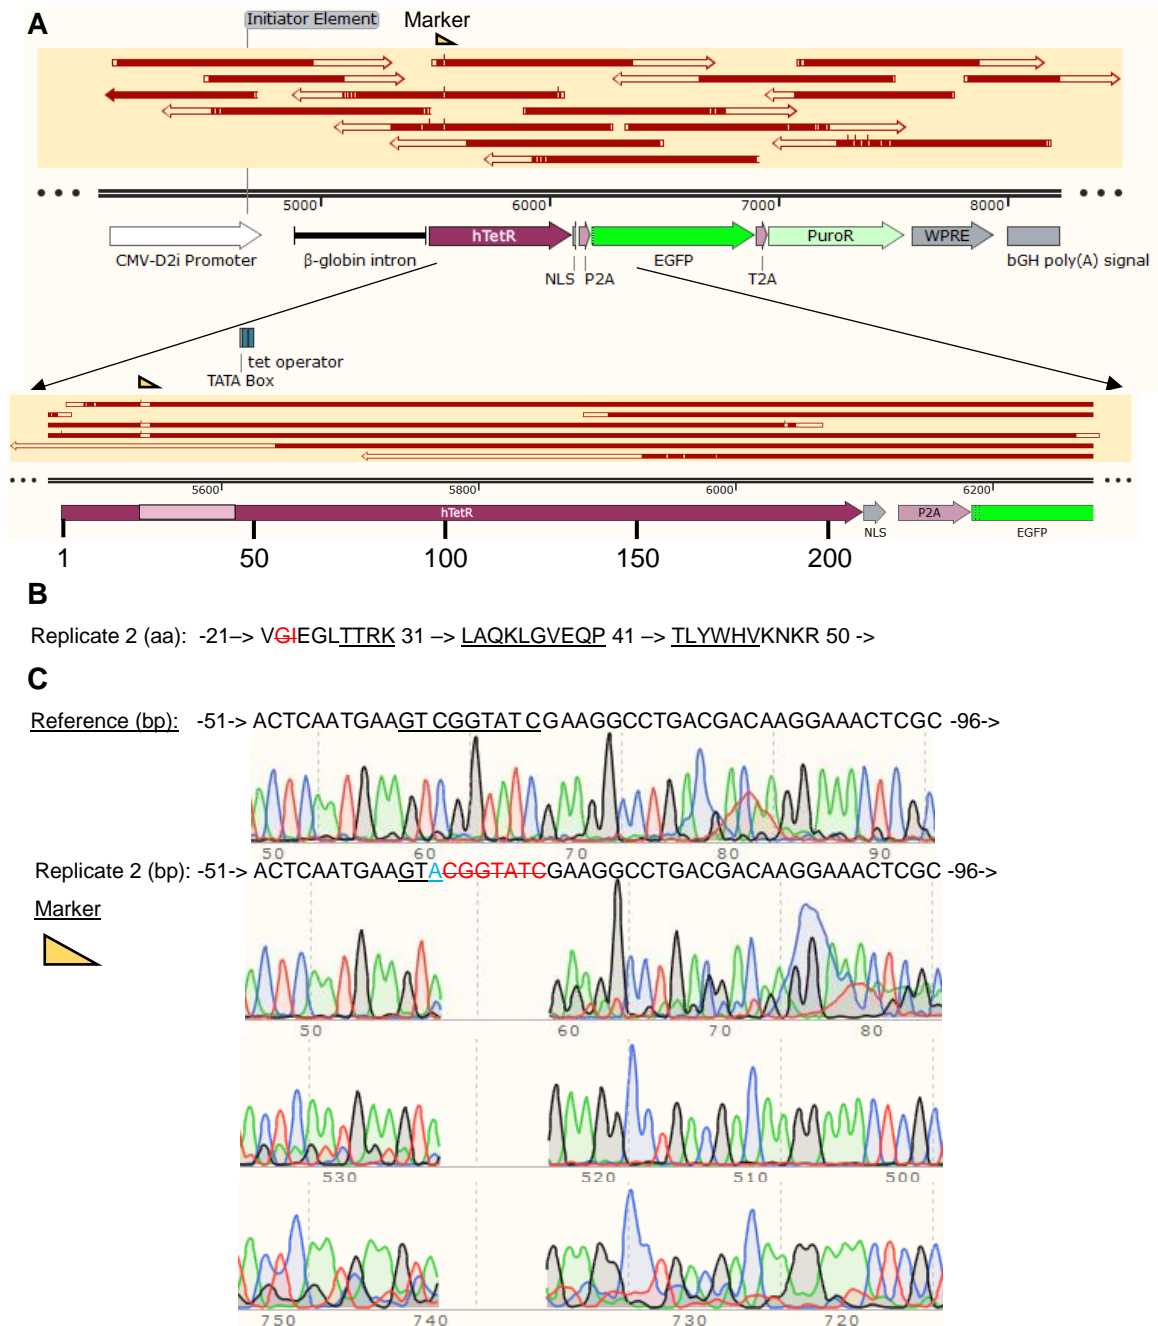 A
Initiator Element
Marker
5000 6000 7000 8000
hTetR PuroR WPRE
CMV-D2i Promoter β-globin intron EGFP bGH poly(A) signal
NLS P2A T2A
tet operator
TATA Box
5600 5800 6000 6200
hTetR P2A
NLS EGFP
1 50 100 150 200
B
Replicate 2 (aa): -21–> VGIEGLTTRK 31 –> LAQKLGVEQP 41 –> TLYWHVKNKR 50 ->
C
Reference (bp): -51-> ACTCAATGAAGT CGGTAT CGAAGGCCTGACGACAAGGAAACTCGC -96->
50 60 70 80 90
Replicate 2 (bp): -51-> ACTCAATGAAGTACGGTATCGAAGGCCTGACGACAAGGAAACTCGC -96->
Marker
50 60 70 80
530 520 510 500
750 740 730 720